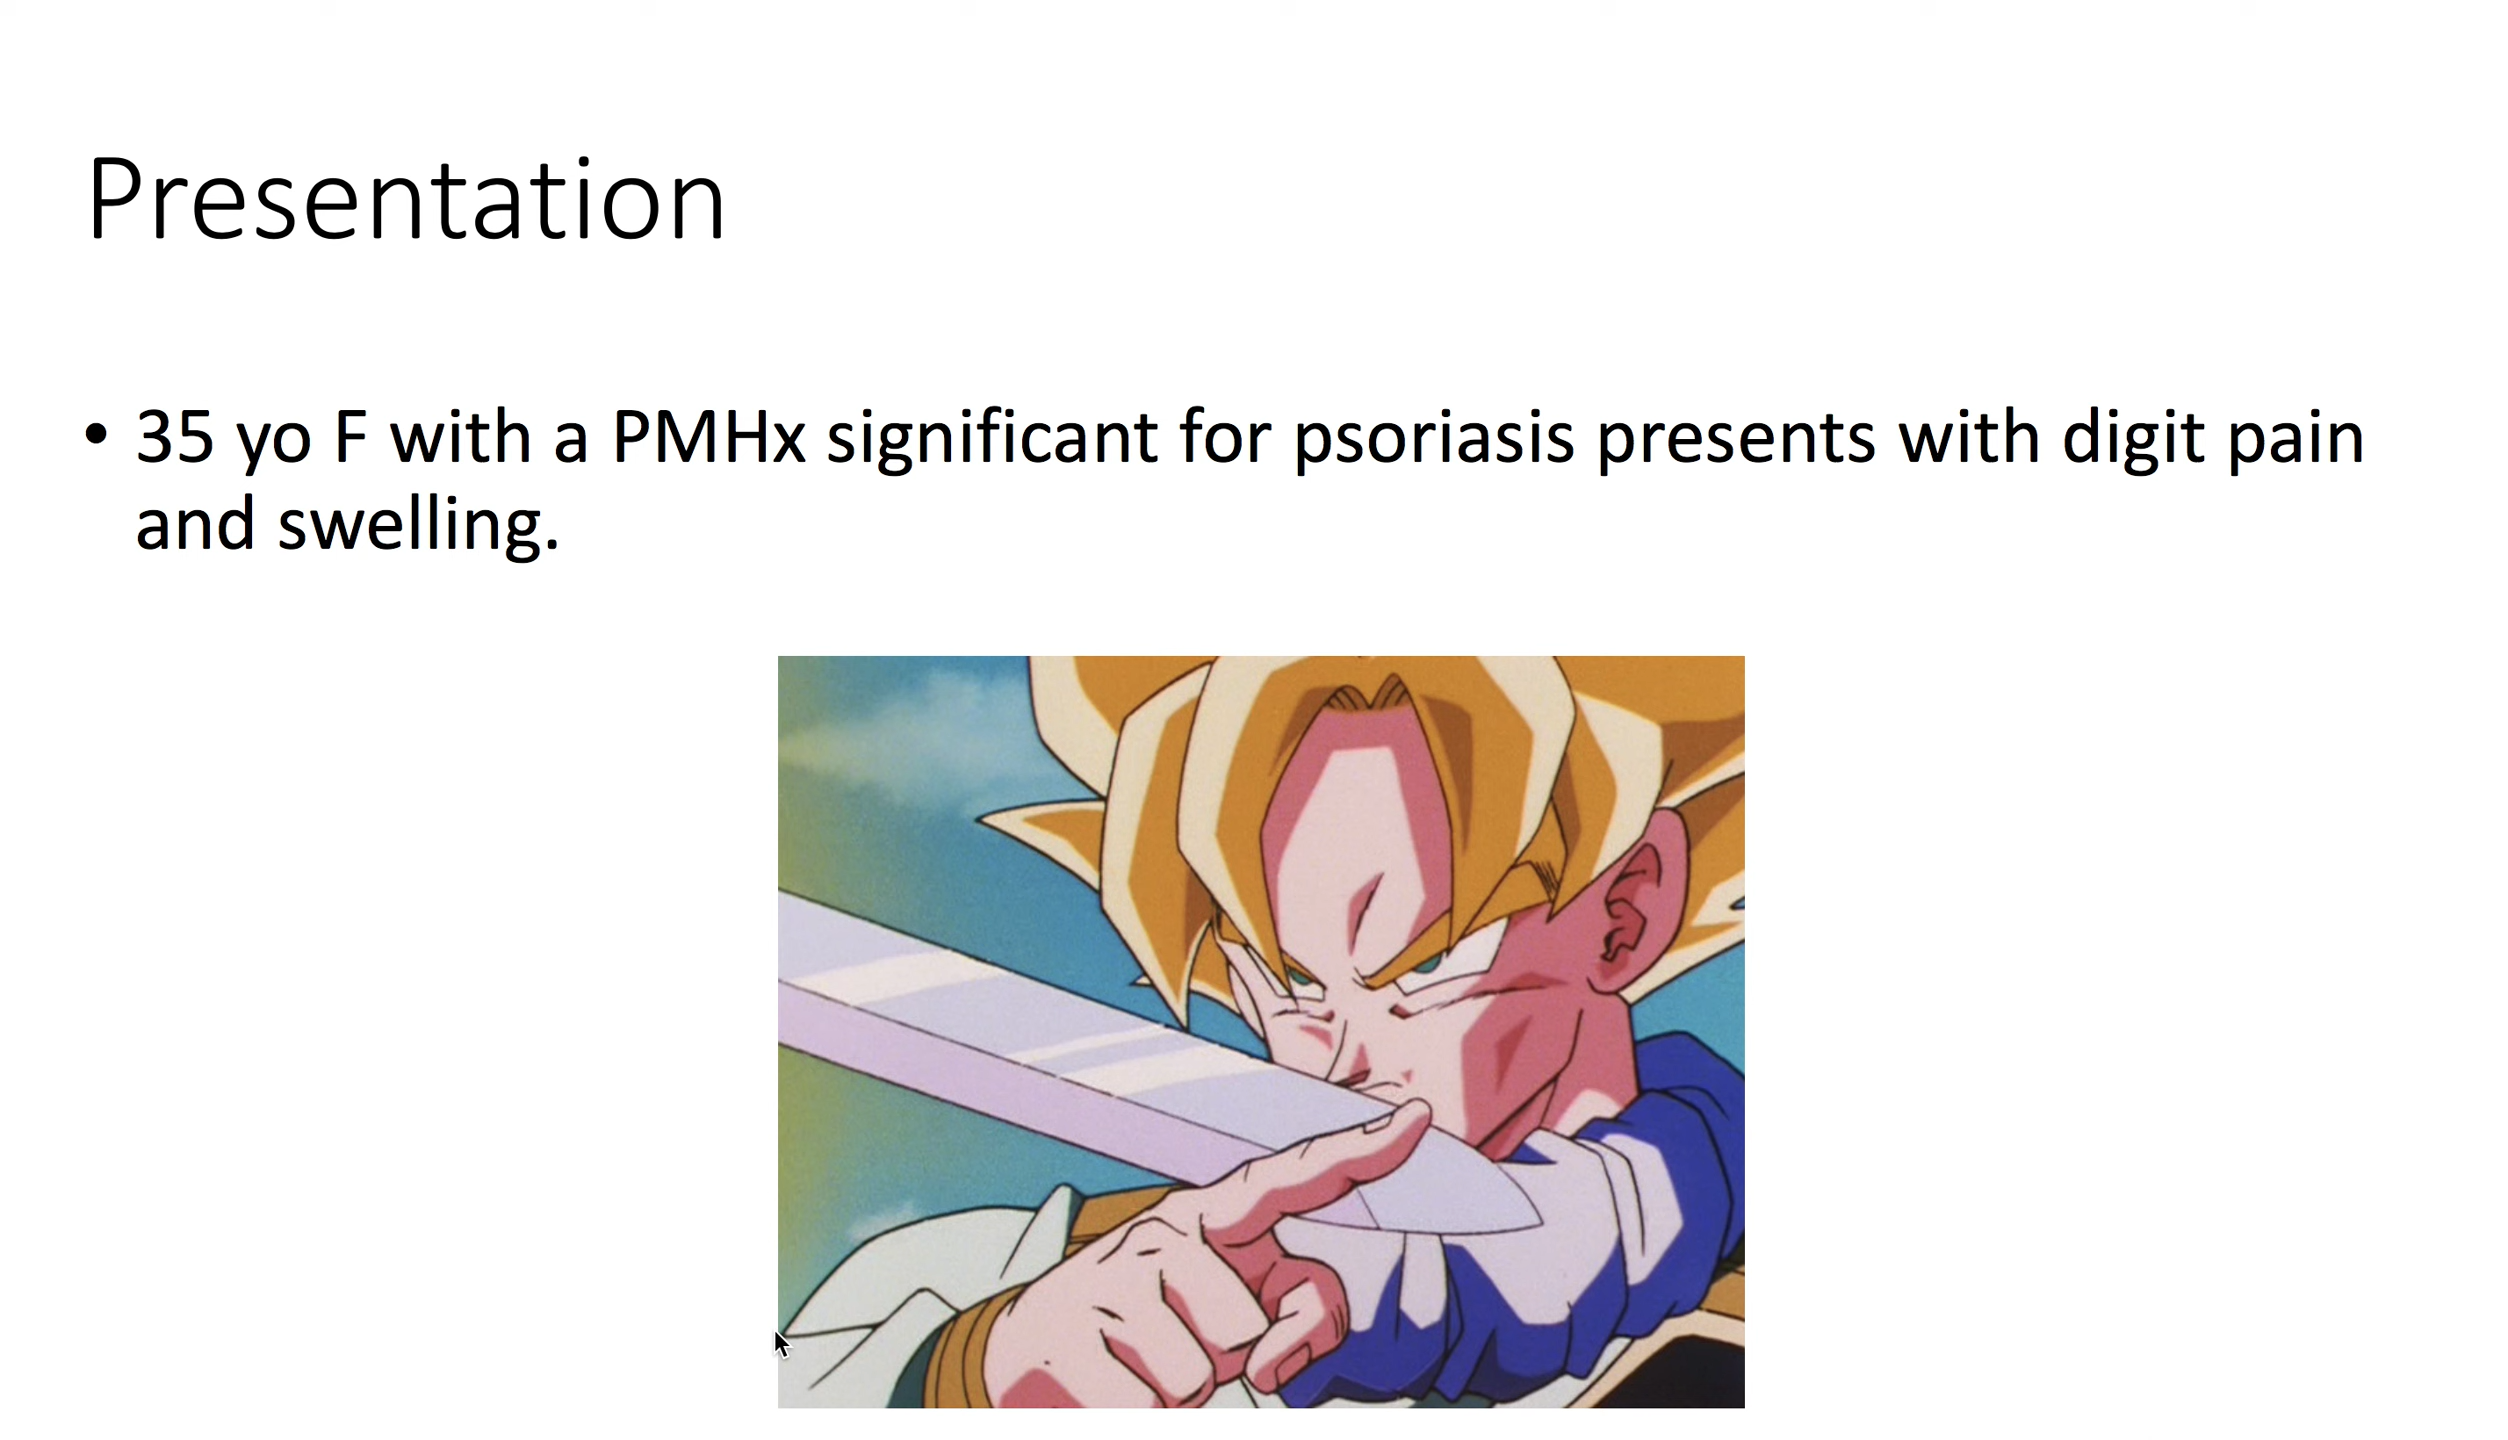 Presentation
• 35 yo F with a PMHx significant for psoriasis presents with digit pain
and swelling.